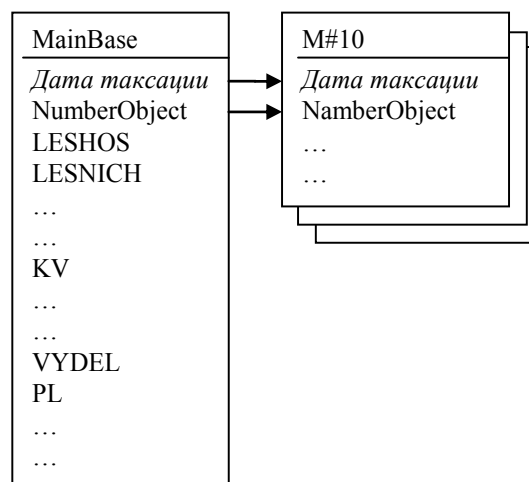 MainBase
Дата таксации
NumberObject
LESHOS
LESNICH
…
…
KV
…
…
VYDEL
PL
…
…
M#10
Дата таксации
NamberObject
…
…